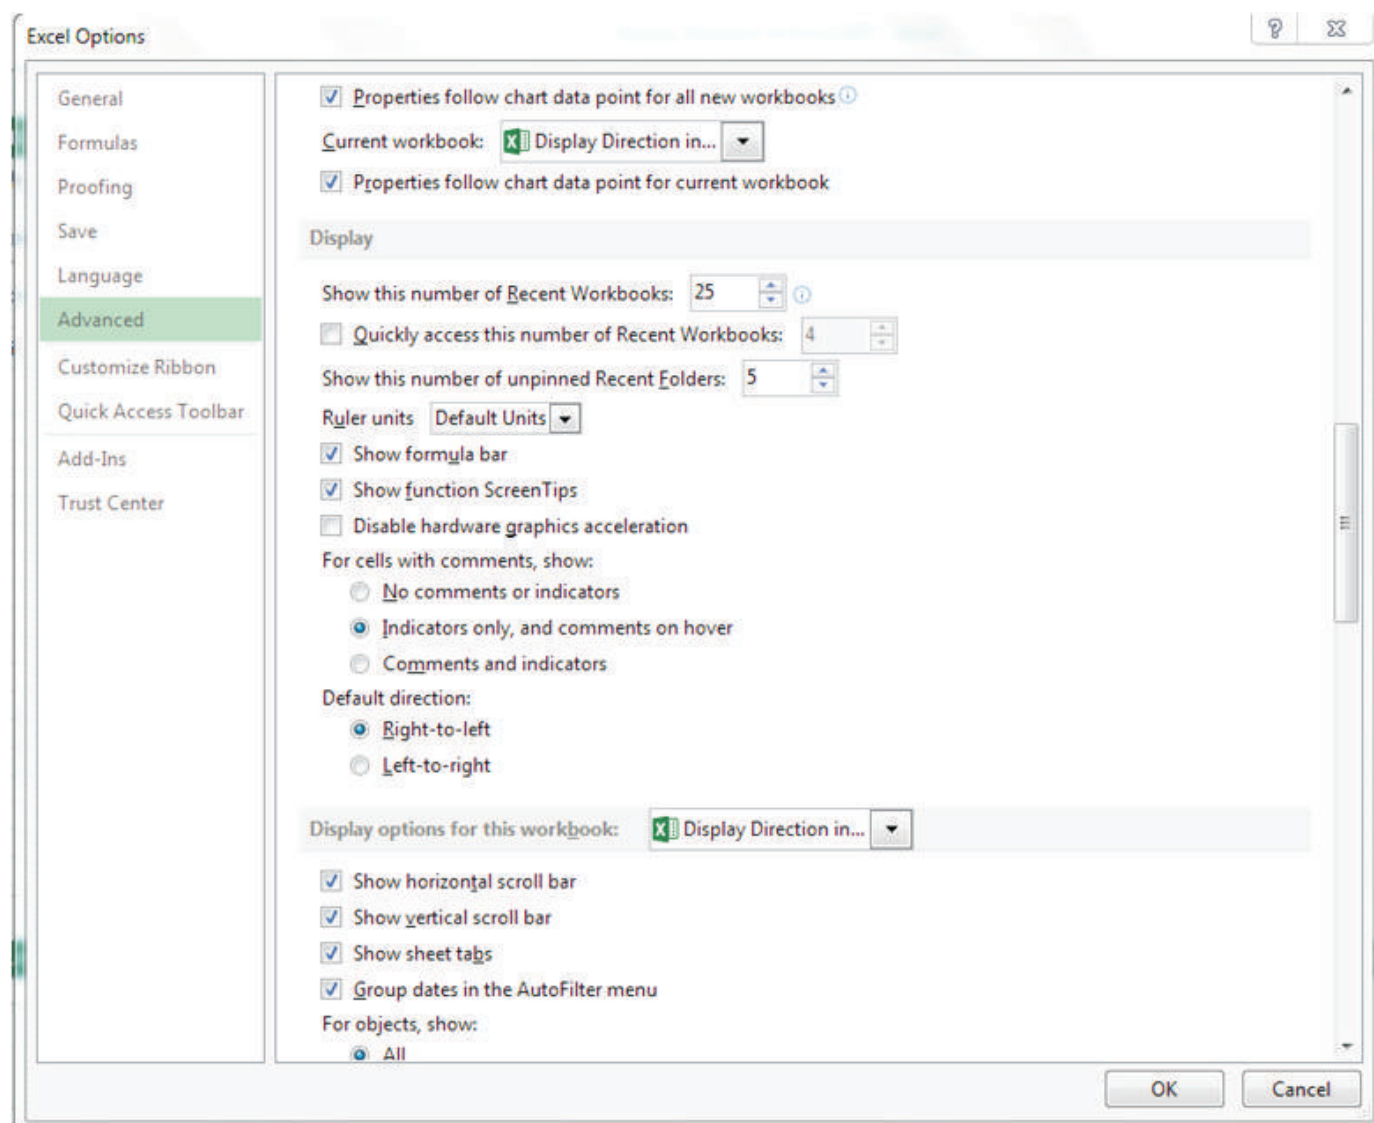 Excel Options
General
Formulas
Proofing
Save
Language
Advanced
Customize Ribbon
Quick Access Toolbar
Add-Ins
Trust Center
Properties follow chart data point for all new workbooks
Current workbook: Display Direction in...
Properties follow chart data point for current workbook
Display
Show this number of Recent Workbooks: 25
Quickly access this number of Recent Workbooks: 4
Show this number of unpinned Recent Folders: 5
Ruler units Default Units
Show formula bar
Show function ScreenTips
Disable hardware graphics acceleration
For cells with comments, show:
No comments or indicators
Indicators only, and comments on hover
Comments and indicators
Default direction:
Right-to-left
Left-to-right
Display options for this workbook: Display Direction in...
Show horizontal scroll bar
Show vertical scroll bar
Show sheet tabs
Group dates in the AutoFilter menu
For objects, show:
All
OK Cancel